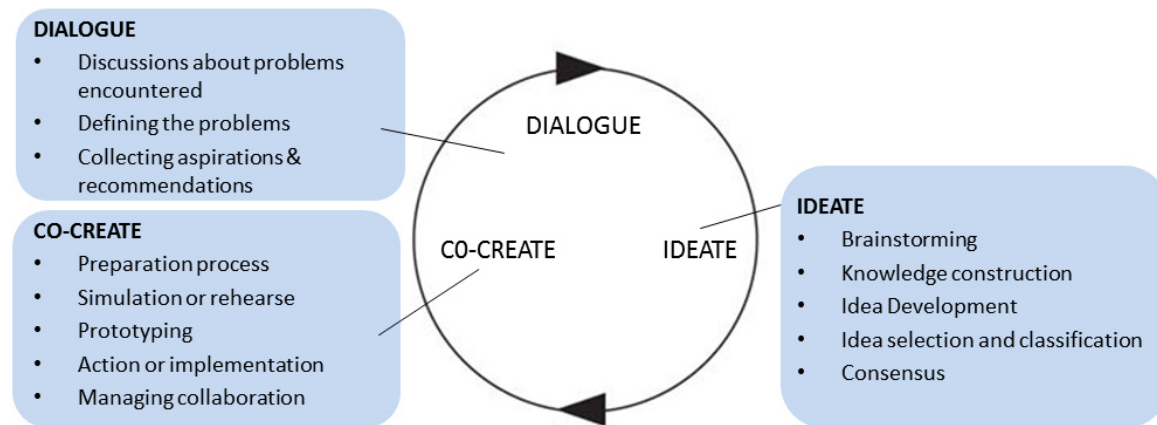 DIALOGUE
• Discussions about problems
encountered
• Defining the problems
• Collecting aspirations &
recommendations
CO-CREATE
• Preparation process
• Simulation or rehearse
• Prototyping
• Action or implementation
• Managing collaboration
DIALOGUE
C0-CREATE
IDEATE
IDEATE
• Brainstorming
• Knowledge construction
• Idea Development
• Idea selection and classification
• Consensus